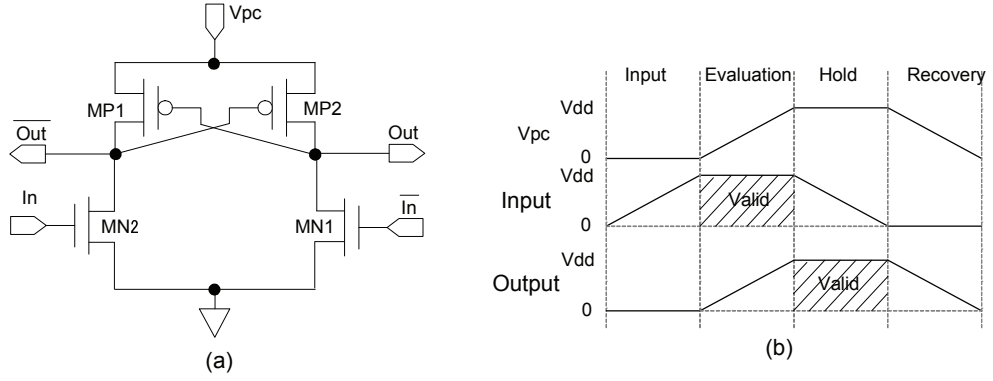 Vpc
MP1
MP2
Out
Out
In
In
MN2
MN1
(a)
Input Evaluation Hold Recovery
Vdd
Vpc
0
Vdd
Input
Valid
0
Vdd
Output
Valid
0
(b)